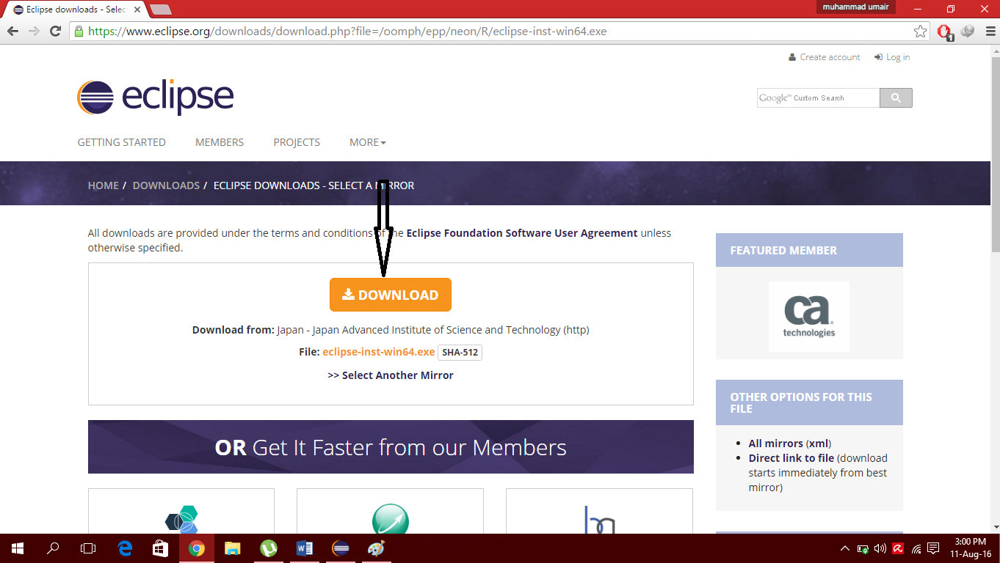 Eclipse downloads - Selec
muhammad umair
https://www.eclipse.org/downloads/download.php?file=/oomph/epp/neon/R/eclipse-inst-win64.exe
1
Create account
Log in
eclipse
Google™ Custom Search
GETTING STARTED
MEMBERS
PROJECTS
MORE
HOME / DOWNLOADS / ECLIPSE DOWNLOADS - SELECT A MIRROR
All downloads are provided under the terms and conditions of the Eclipse Foundation Software User Agreement unless
otherwise specified.
DOWNLOAD
Download from: Japan - Japan Advanced Institute of Science and Technology (http)
File: eclipse-inst-win64.exe SHA-512
>> Select Another Mirror
OR Get It Faster from our Members
FEATURED MEMBER
ca
technologies
OTHER OPTIONS FOR THIS
FILE
All mirrors (xml)
Direct link to file (download
starts immediately from best
mirror)
3:00 PM
11-Aug-16